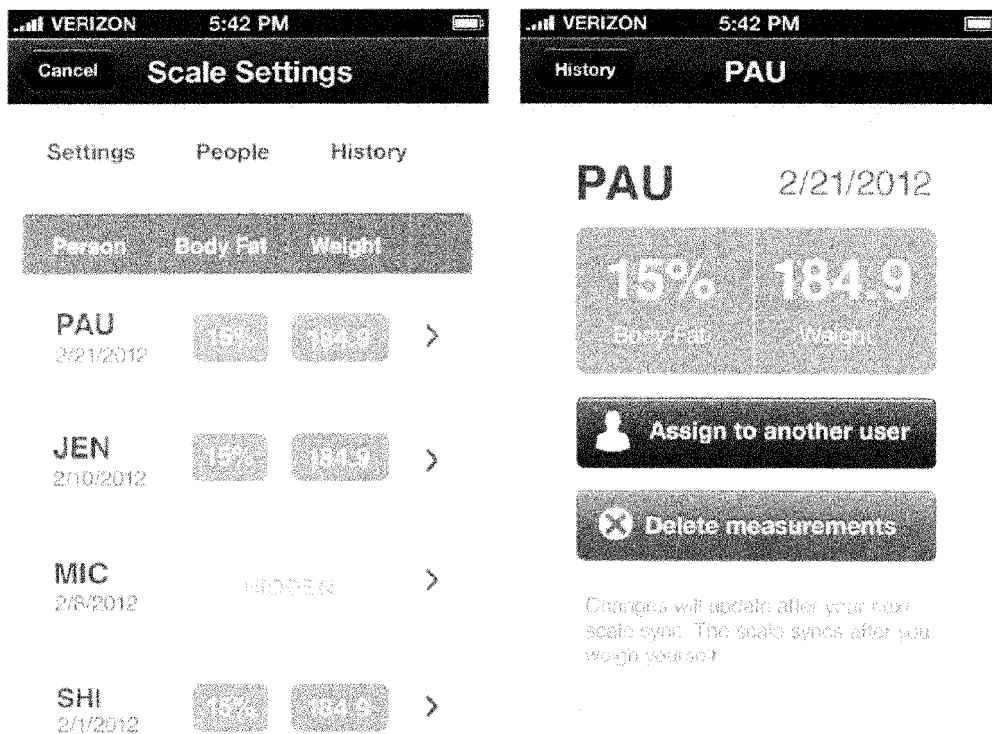 VERIZON 5:42 PM
Cancel Scale Settings
Settings People History
Person Body Fat Weight
PAU 15% 184.9
2/21/2012
JEN 15% 184.9
2/10/2012
MIC HIDDEN
2/8/2012
SHI 15% 184.9
2/1/2012
VERIZON 5:42 PM
History PAU
PAU 2/21/2012
15% 184.9
Body Fat Weight
Assign to another user
Delete measurements
Changes will update after your next
scale sync. The scale syncs after you
weigh yourself